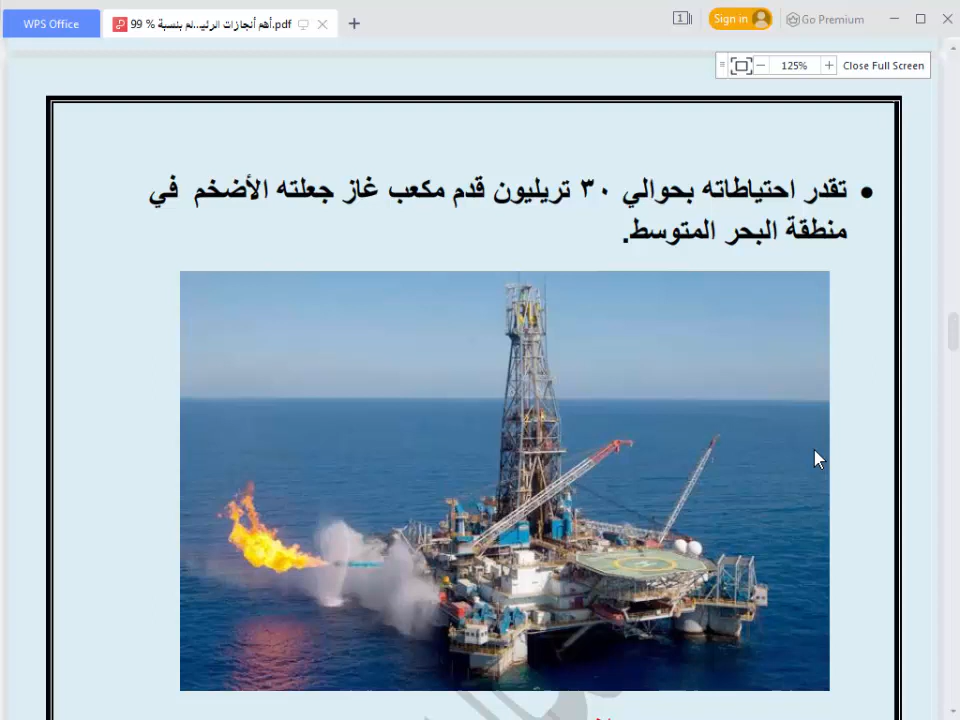 WPS Office
أهم أنجازات الرئيـ...لم بنسبة % 99.pdf
1
Sign in
Go Premium
125%
Close Full Screen
• تقدر احتياطاته بحوالي ٣٠ تريليون قدم مكعب غاز جعلته الأضخم في
منطقة البحر المتوسط.
H